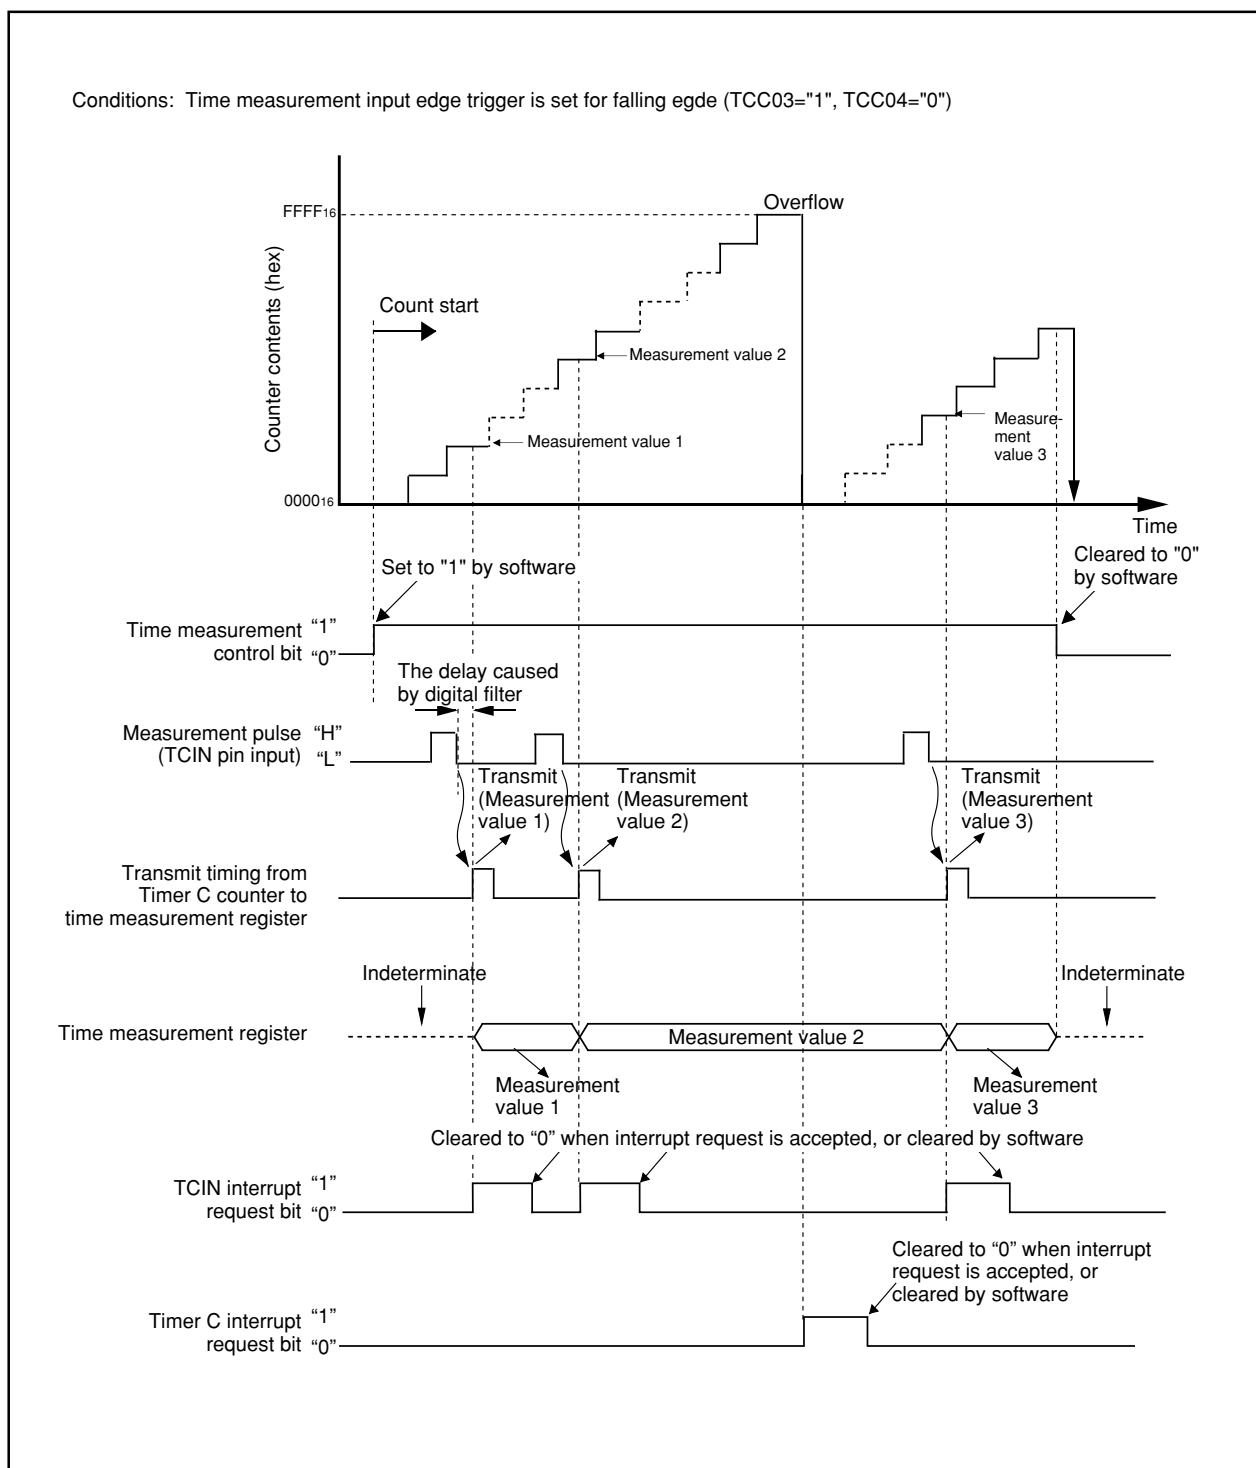 Conditions:  Time measurement input edge trigger is set for falling egde (TCC03="1", TCC04="0")
Overflow
FFFF16
Counter contents (hex)
Count start
Measurement value 2
Measurement value 1
Measure-
ment
value 3
000016
Time
Set to "1" by software
Cleared to "0"
by software
Time measurement
control bit
“1”
“0”
The delay caused
by digital filter
Measurement pulse
(TCIN pin input)
“H”
“L”
Transmit
(Measurement
value 1)
Transmit
(Measurement
value 2)
Transmit
(Measurement
value 3)
Transmit timing from
Timer C counter to
time measurement register
Indeterminate
Indeterminate
Time measurement register
Measurement value 2
Measurement
value 1
Measurement
value 3
Cleared to “0” when interrupt request is accepted, or cleared by software
TCIN interrupt
request bit
“1”
“0”
Cleared to “0” when interrupt
request is accepted, or
cleared by software
Timer C interrupt
request bit
“1”
“0”